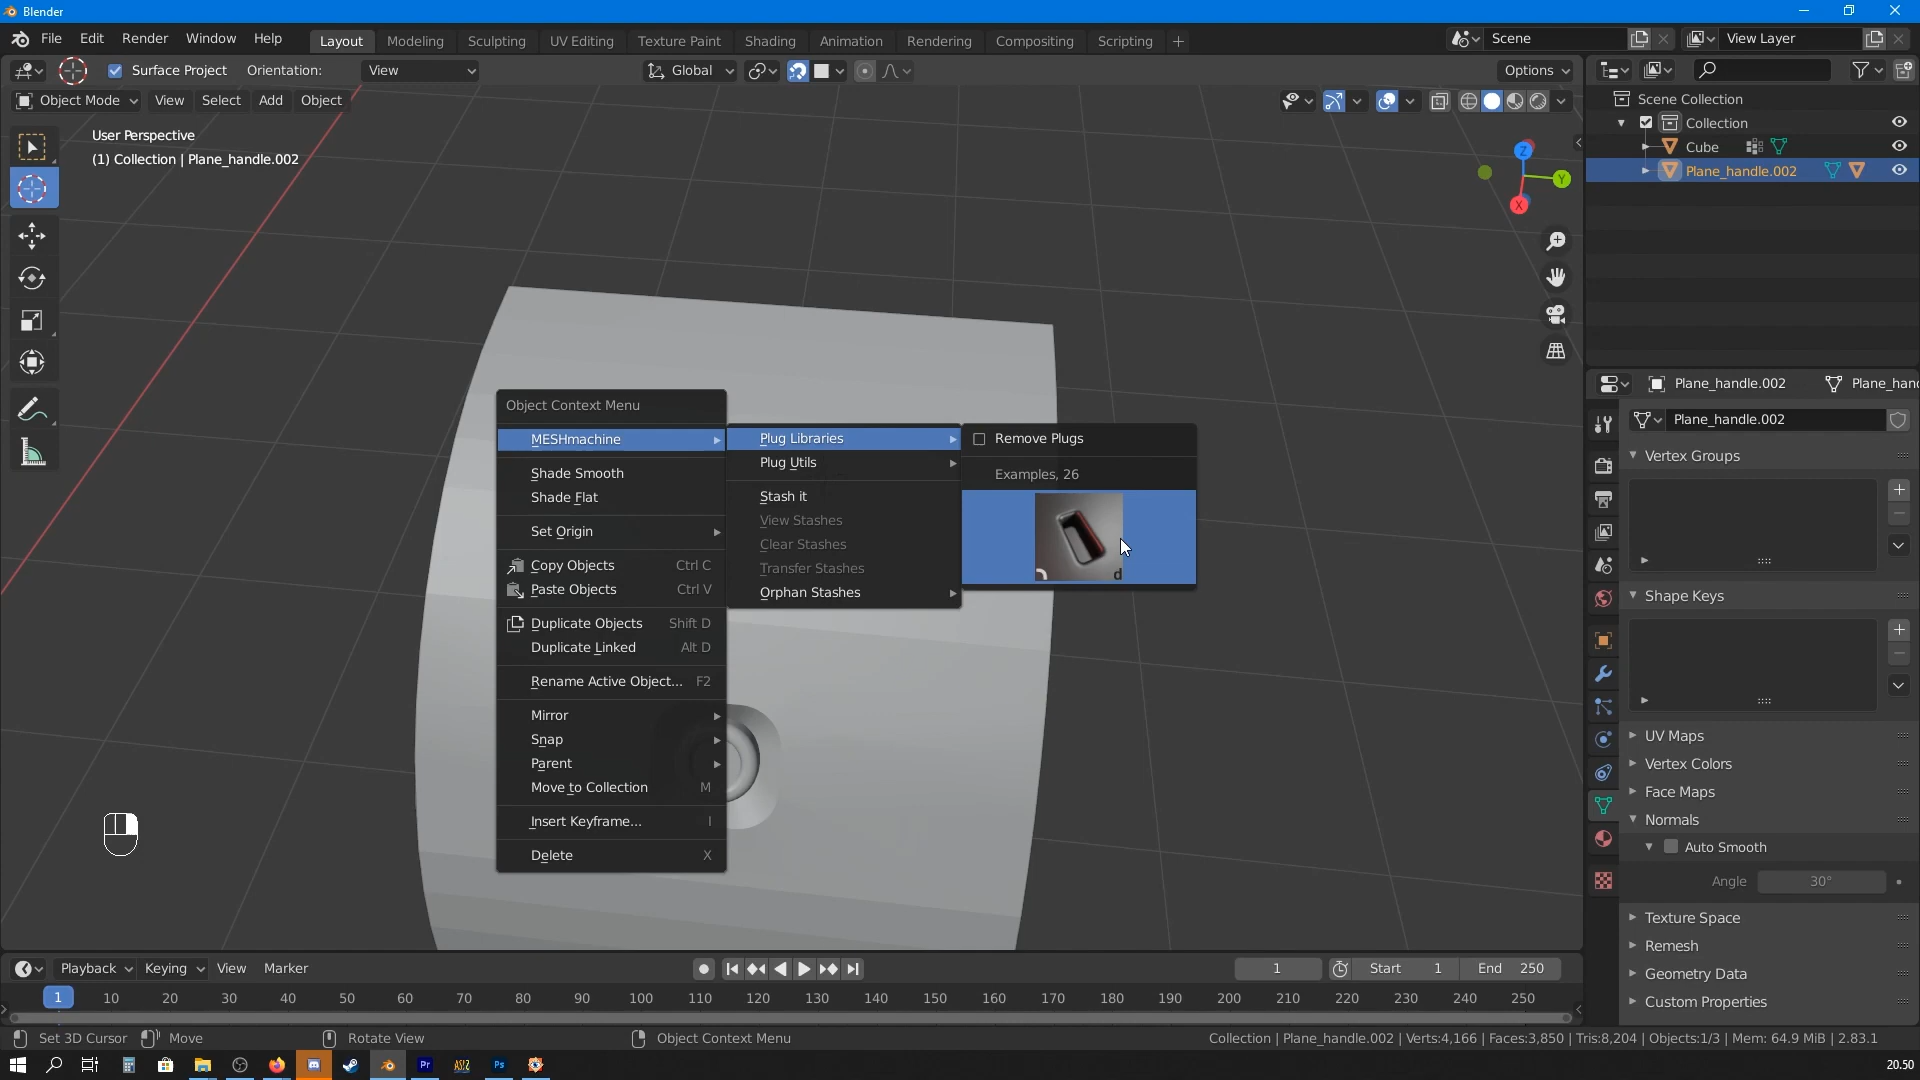 Blender
File Edit Render Window Help
Layout Modeling Sculpting UV Editing Texture Paint Shading Animation Rendering Compositing Scripting
Scene
View Layer
Surface Project Orientation: View
Global
Options
Object Mode View Select Add Object
User Perspective
(1) Collection | Plane_handle.002
Z
Y
X
Scene Collection
Collection
Cube
Plane_handle.002
Object Context Menu
MESHmachine
Shade Smooth
Shade Flat
Set Origin
Copy Objects Ctrl C
Paste Objects Ctrl V
Duplicate Objects Shift D
Duplicate Linked Alt D
Rename Active Object... F2
Mirror
Snap
Parent
Move to Collection M
Insert Keyframe... I
Delete X
Plug Libraries
Plug Utils
Stash it
View Stashes
Clear Stashes
Transfer Stashes
Orphan Stashes
Remove Plugs
Examples, 26
d
Plane_handle.002 Plane_hand
Plane_handle.002
Vertex Groups
Shape Keys
UV Maps
Vertex Colors
Face Maps
Normals
Auto Smooth
Angle 30°
Texture Space
Remesh
Geometry Data
Custom Properties
Playback Keying View Marker
1 Start 1 End 250
1 10 20 30 40 50 60 70 80 90 100 110 120 130 140 150 160 170 180 190 200 210 220 230 240 250
Set 3D Cursor Move Rotate View Object Context Menu
Collection | Plane_handle.002 | Verts:4,166 | Faces:3,850 | Tris:8,204 | Objects:1/3 | Mem: 64.9 MiB | 2.83.1
Pr Ps 20.50